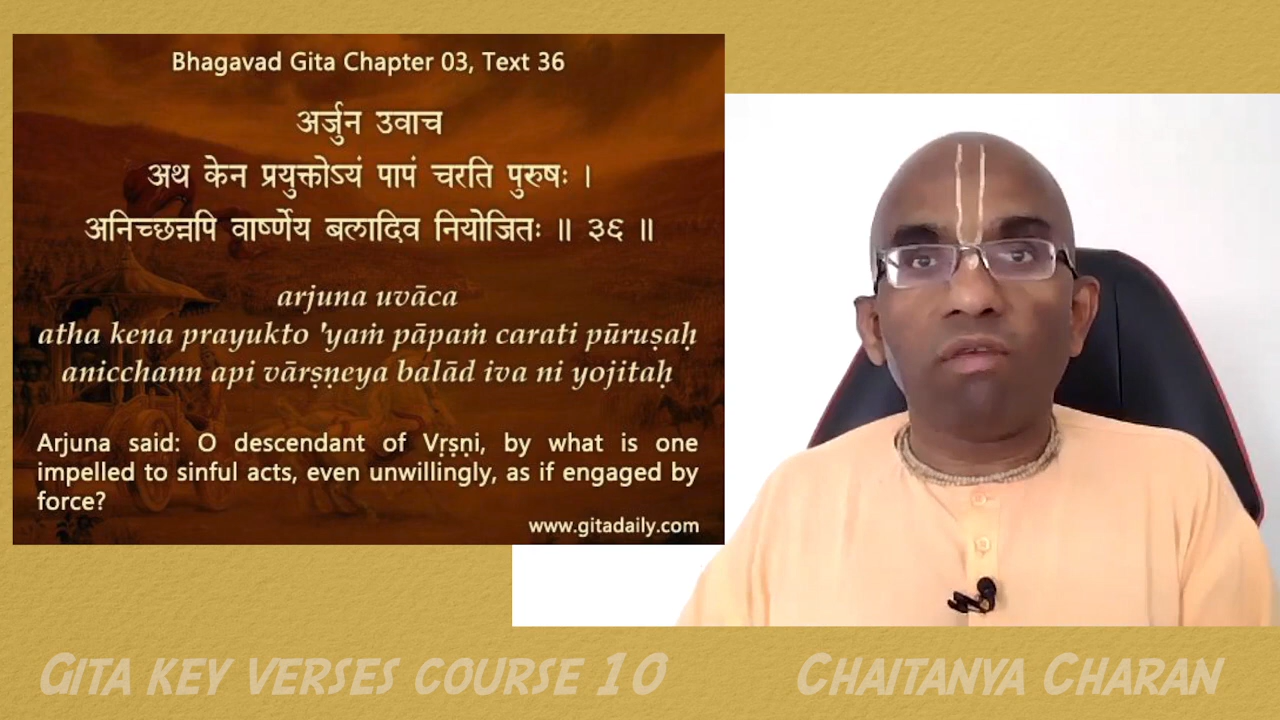 Bhagavad Gita Chapter 03, Text 36
अर्जुन उवाच
अथ केन प्रयुक्तोऽयं पापं चरति पुरुषः ।
अनिच्छन्नपि वार्ष्णेय बलादिव नियोजितः ॥ ३६ ॥
arjuna uvāca
atha kena prayukto 'yaṁ pāpaṁ carati pūruṣaḥ
anicchann api vārṣṇeya balād iva ni yojitaḥ
Arjuna said: O descendant of Vṛṣṇi, by what is one
impelled to sinful acts, even unwillingly, as if engaged by
force?
www.gitadaily.com
GITA KEY VERSES COURSE 10
CHAITANYA CHARAN